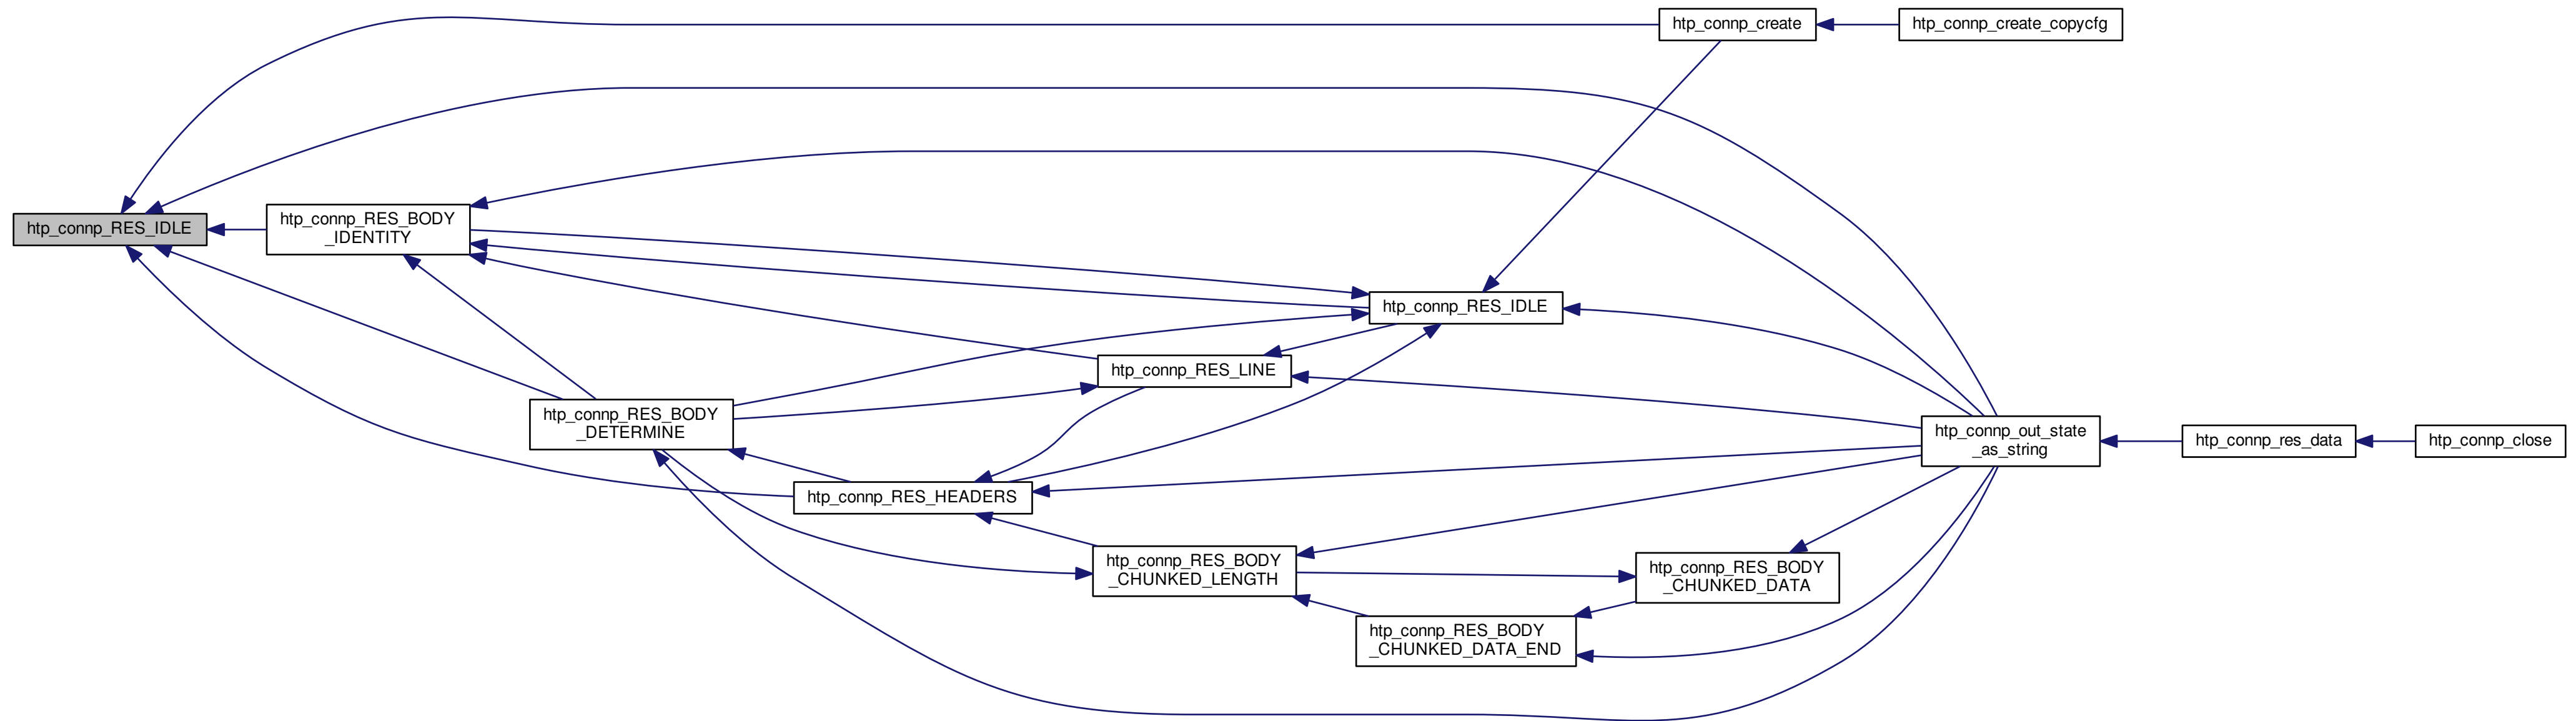 htp_connp_create
htp_connp_create_copycfg
htp_connp_RES_IDLE
htp_connp_RES_BODY
_IDENTITY
htp_connp_RES_IDLE
htp_connp_RES_LINE
htp_connp_RES_BODY
_DETERMINE
htp_connp_out_state
_as_string
htp_connp_res_data
htp_connp_close
htp_connp_RES_HEADERS
htp_connp_RES_BODY
_CHUNKED_LENGTH
htp_connp_RES_BODY
_CHUNKED_DATA
htp_connp_RES_BODY
_CHUNKED_DATA_END